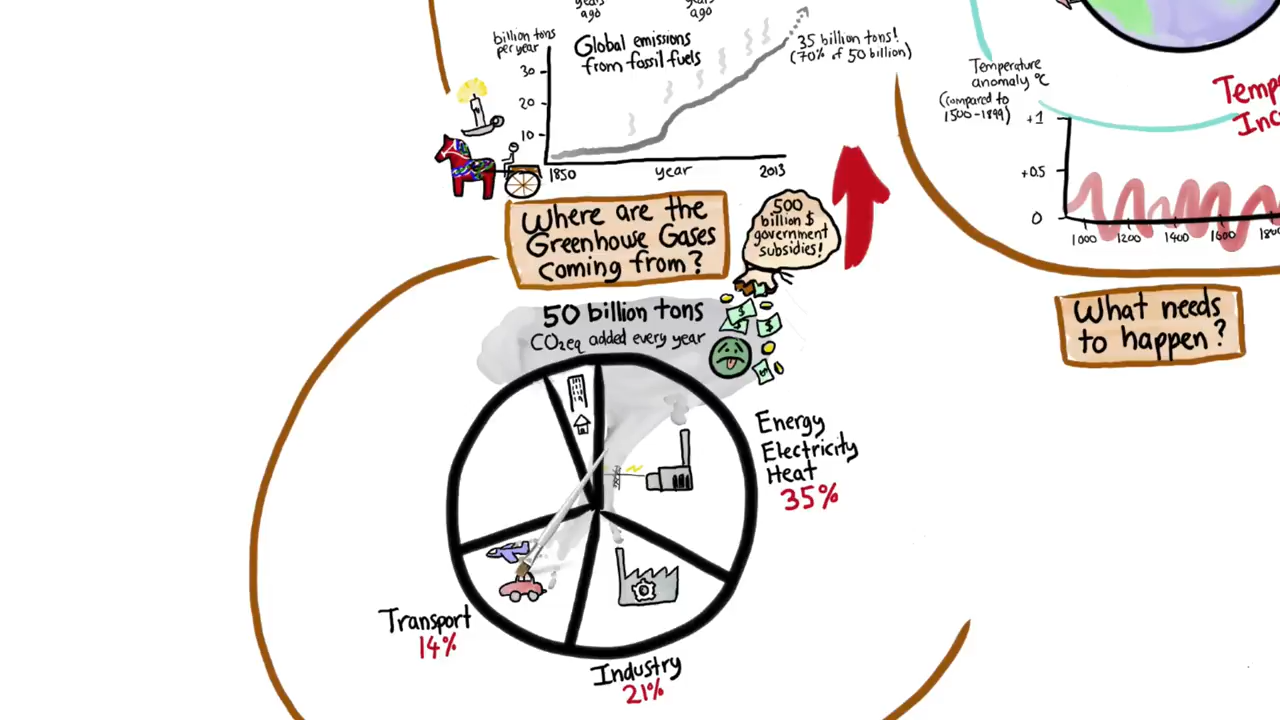 years
ago
years
ago
billion tons
per year
Global emissions
from fossil fuels
30
20
10
1850
year
2013
35 billion tons!
(70% of 50 billion)
Temperature
anomaly °C
(compared to
1500-1899)
+1
+0.5
0
1000
1200
1400
1600
1800
Where are the
Greenhouse Gases
coming from?
500
billion $
government
subsidies!
What needs
to happen?
50 billion tons
CO₂eq added every year
Energy
Electricity
Heat
35%
Transport
14%
Industry
21%